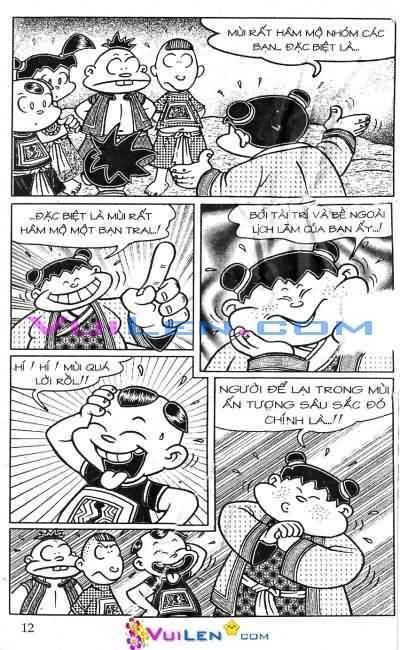 MÙI RẤT HÂM MỘ NHÓM CÁC
BẠN... ĐẶC BIỆT LÀ...
...ĐẶC BIỆT LÀ MÙI RẤT
HÂM MỘ MỘT BẠN TRAI..!
BỞI TÀI TRÍ VÀ BỀ NGOÀI
LỊCH LÃM CỦA BẠN ẤY...!
VUILEN.COM
HÍ ! HÍ ! MÙI QUÁ
LỜI RỒI...!!
NGƯỜI ĐỂ LẠI TRONG MÙI
ẤN TƯỢNG SÂU SẮC ĐÓ
CHÍNH LÀ...!!
12
VUILEN.COM